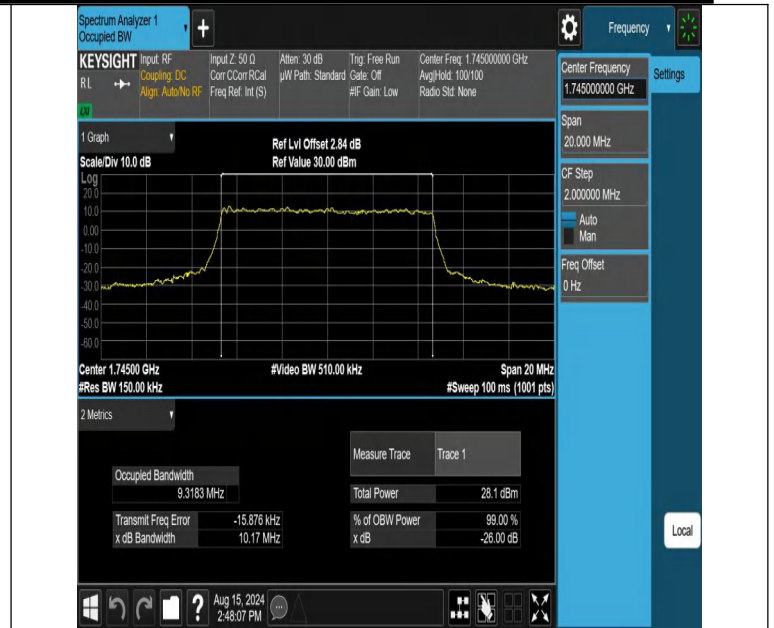 Spectrum Analyzer 1
Occupied BW
+
Frequency
KEYSIGHT
RL
LXI
Input: RF
Coupling: DC
Align: Auto/No RF
Input Z: 50 Ω
Corr CCorr RCal
Freq Ref: Int (S)
Atten: 30 dB
µW Path: Standard
Trig: Free Run
Gate: Off
#IF Gain: Low
Center Freq: 1.745000000 GHz
Avg|Hold: 100/100
Radio Std: None
Center Frequency
1.745000000 GHz
Settings
Span
20.000 MHz
CF Step
2.000000 MHz
Auto
Man
Freq Offset
0 Hz
Local
1 Graph
Scale/Div 10.0 dB
Ref Lvl Offset 2.84 dB
Ref Value 30.00 dBm
Log
20.0
10.0
0.00
-10.0
-20.0
-30.0
-40.0
-50.0
-60.0
Center 1.74500 GHz
#Video BW 510.00 kHz
Span 20 MHz
#Res BW 150.00 kHz
#Sweep 100 ms (1001 pts)
2 Metrics
Measure Trace
Trace 1
Occupied Bandwidth
9.3183 MHz
Total Power
28.1 dBm
Transmit Freq Error
-15.876 kHz
% of OBW Power
99.00 %
x dB Bandwidth
10.17 MHz
x dB
-26.00 dB
?
Aug 15, 2024
2:48:07 PM